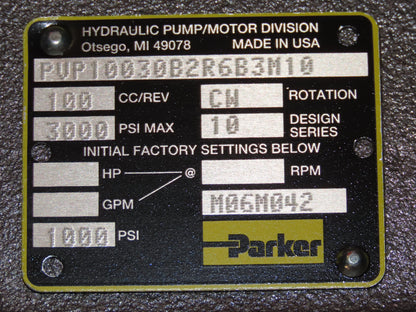 HYDRAULIC PUMP/MOTOR DIVISION
Otsego, MI 49078 MADE IN USA
PVP10030B2R6B3M10
100 CC/REV CW ROTATION
3000 PSI MAX 10 DESIGN SERIES
INITIAL FACTORY SETTINGS BELOW
HP @ RPM
GPM M06M042
1000 PSI Parker